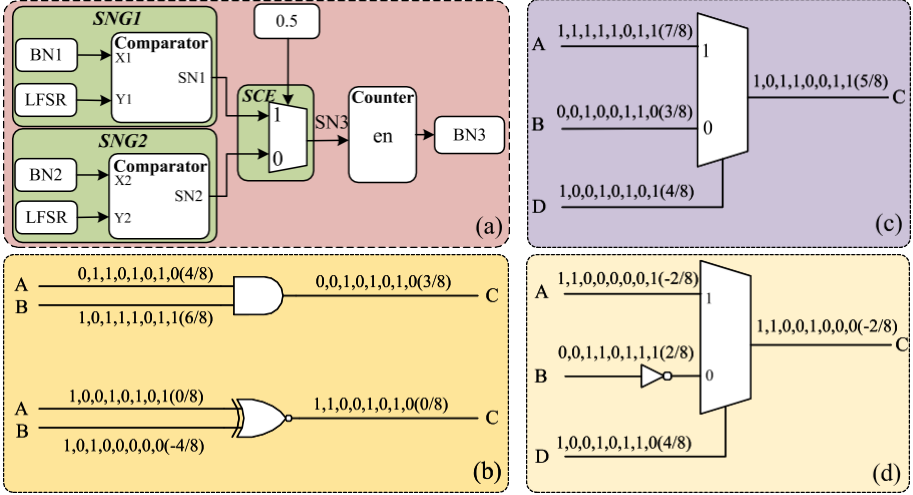 SNG1
BN1
LFSR
Comparator
X1
SN1
Y1
0.5
SCE
1
0
SN3
Counter
en
BN3
SNG2
BN2
LFSR
Comparator
X2
SN2
Y2
(a)
A
0,1,1,0,1,0,1,0(4/8)
B
1,0,1,1,1,0,1,1(6/8)
0,0,1,0,1,0,1,0(3/8)
C
A
1,0,0,1,0,1,0,1(0/8)
B
1,0,1,0,0,0,0,0(-4/8)
1,1,0,0,1,0,1,0(0/8)
C
(b)
A
1,1,1,1,1,0,1,1(7/8)
1
B
0,0,1,0,0,1,1,0(3/8)
0
1,0,1,1,0,0,1,1(5/8)
C
D
1,0,0,1,0,1,0,1(4/8)
(c)
A
1,1,0,0,0,0,0,1(-2/8)
1
B
0,0,1,1,0,1,1,1(2/8)
0
1,1,0,0,1,0,0,0(-2/8)
C
D
1,0,0,1,0,1,1,0(4/8)
(d)